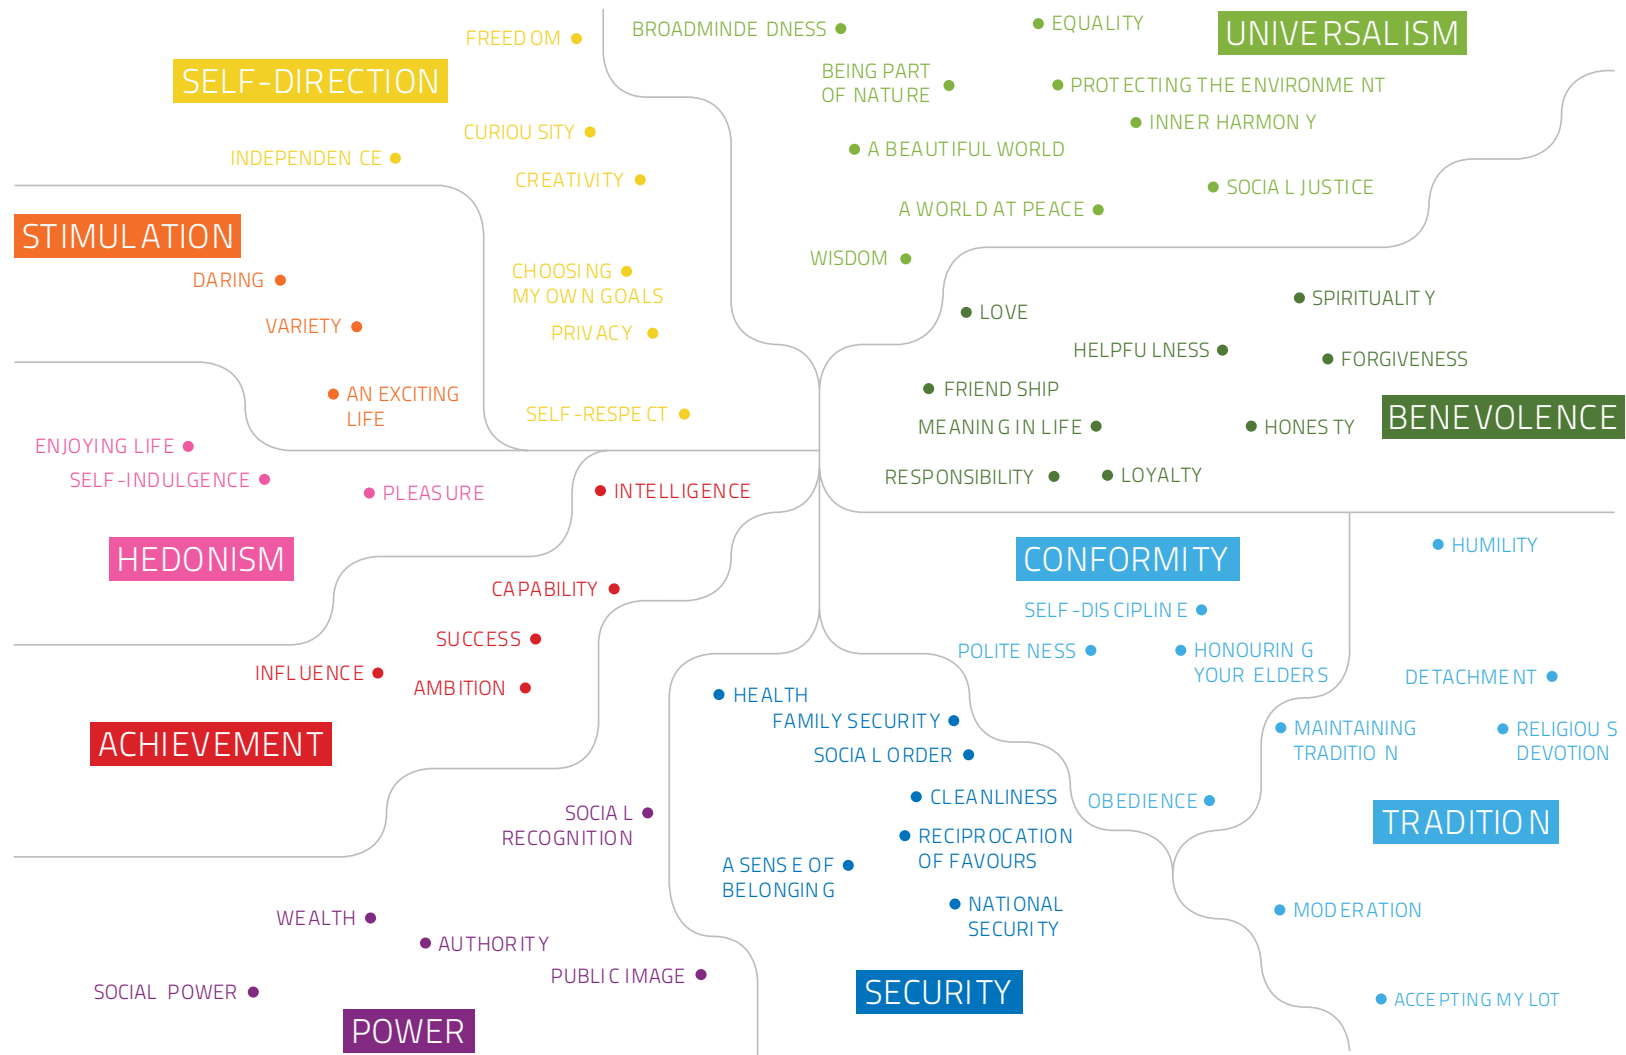 FREEDOM
BROADMINDEDNESS
EQUALITY
UNIVERSALISM
SELF-DIRECTION
BEING PART
OF NATURE
PROTECTING THE ENVIRONMENT
CURIOUSITY
INNER HARMONY
INDEPENDENCE
A BEAUTIFUL WORLD
CREATIVITY
SOCIAL JUSTICE
A WORLD AT PEACE
STIMULATION
WISDOM
DARING
CHOOSING
MY OWN GOALS
LOVE
SPIRITUALITY
VARIETY
PRIVACY
HELPFULNESS
FORGIVENESS
AN EXCITING
LIFE
FRIENDSHIP
SELF-RESPECT
BENEVOLENCE
MEANING IN LIFE
HONESTY
ENJOYING LIFE
SELF-INDULGENCE
PLEASURE
INTELLIGENCE
RESPONSIBILITY
LOYALTY
HEDONISM
CONFORMITY
HUMILITY
CAPABILITY
SELF-DISCIPLINE
SUCCESS
POLITENESS
HONOURING
YOUR ELDERS
INFLUENCE
AMBITION
DETACHMENT
HEALTH
FAMILY SECURITY
MAINTAINING
TRADITION
RELIGIOUS
DEVOTION
ACHIEVEMENT
SOCIAL ORDER
CLEANLINESS
OBEDIENCE
SOCIAL
RECOGNITION
RECIPROCATION
OF FAVOURS
TRADITION
A SENSE OF
BELONGING
NATIONAL
SECURITY
MODERATION
WEALTH
AUTHORITY
PUBLIC IMAGE
SOCIAL POWER
SECURITY
ACCEPTING MY LOT
POWER